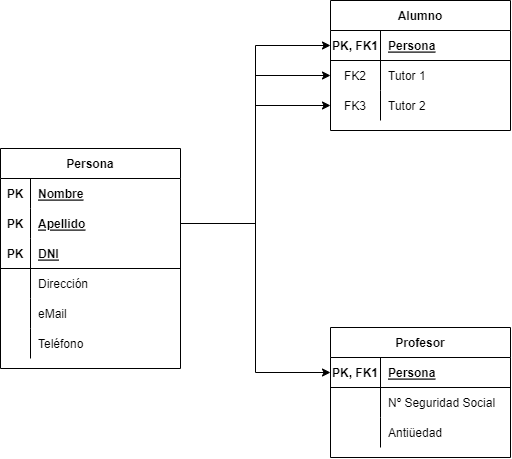 Alumno
PK, FK1 Persona
FK2 Tutor 1
FK3 Tutor 2
Persona
PK Nombre
PK Apellido
PK DNI
Dirección
eMail
Teléfono
Profesor
PK, FK1 Persona
Nº Seguridad Social
Antiüedad